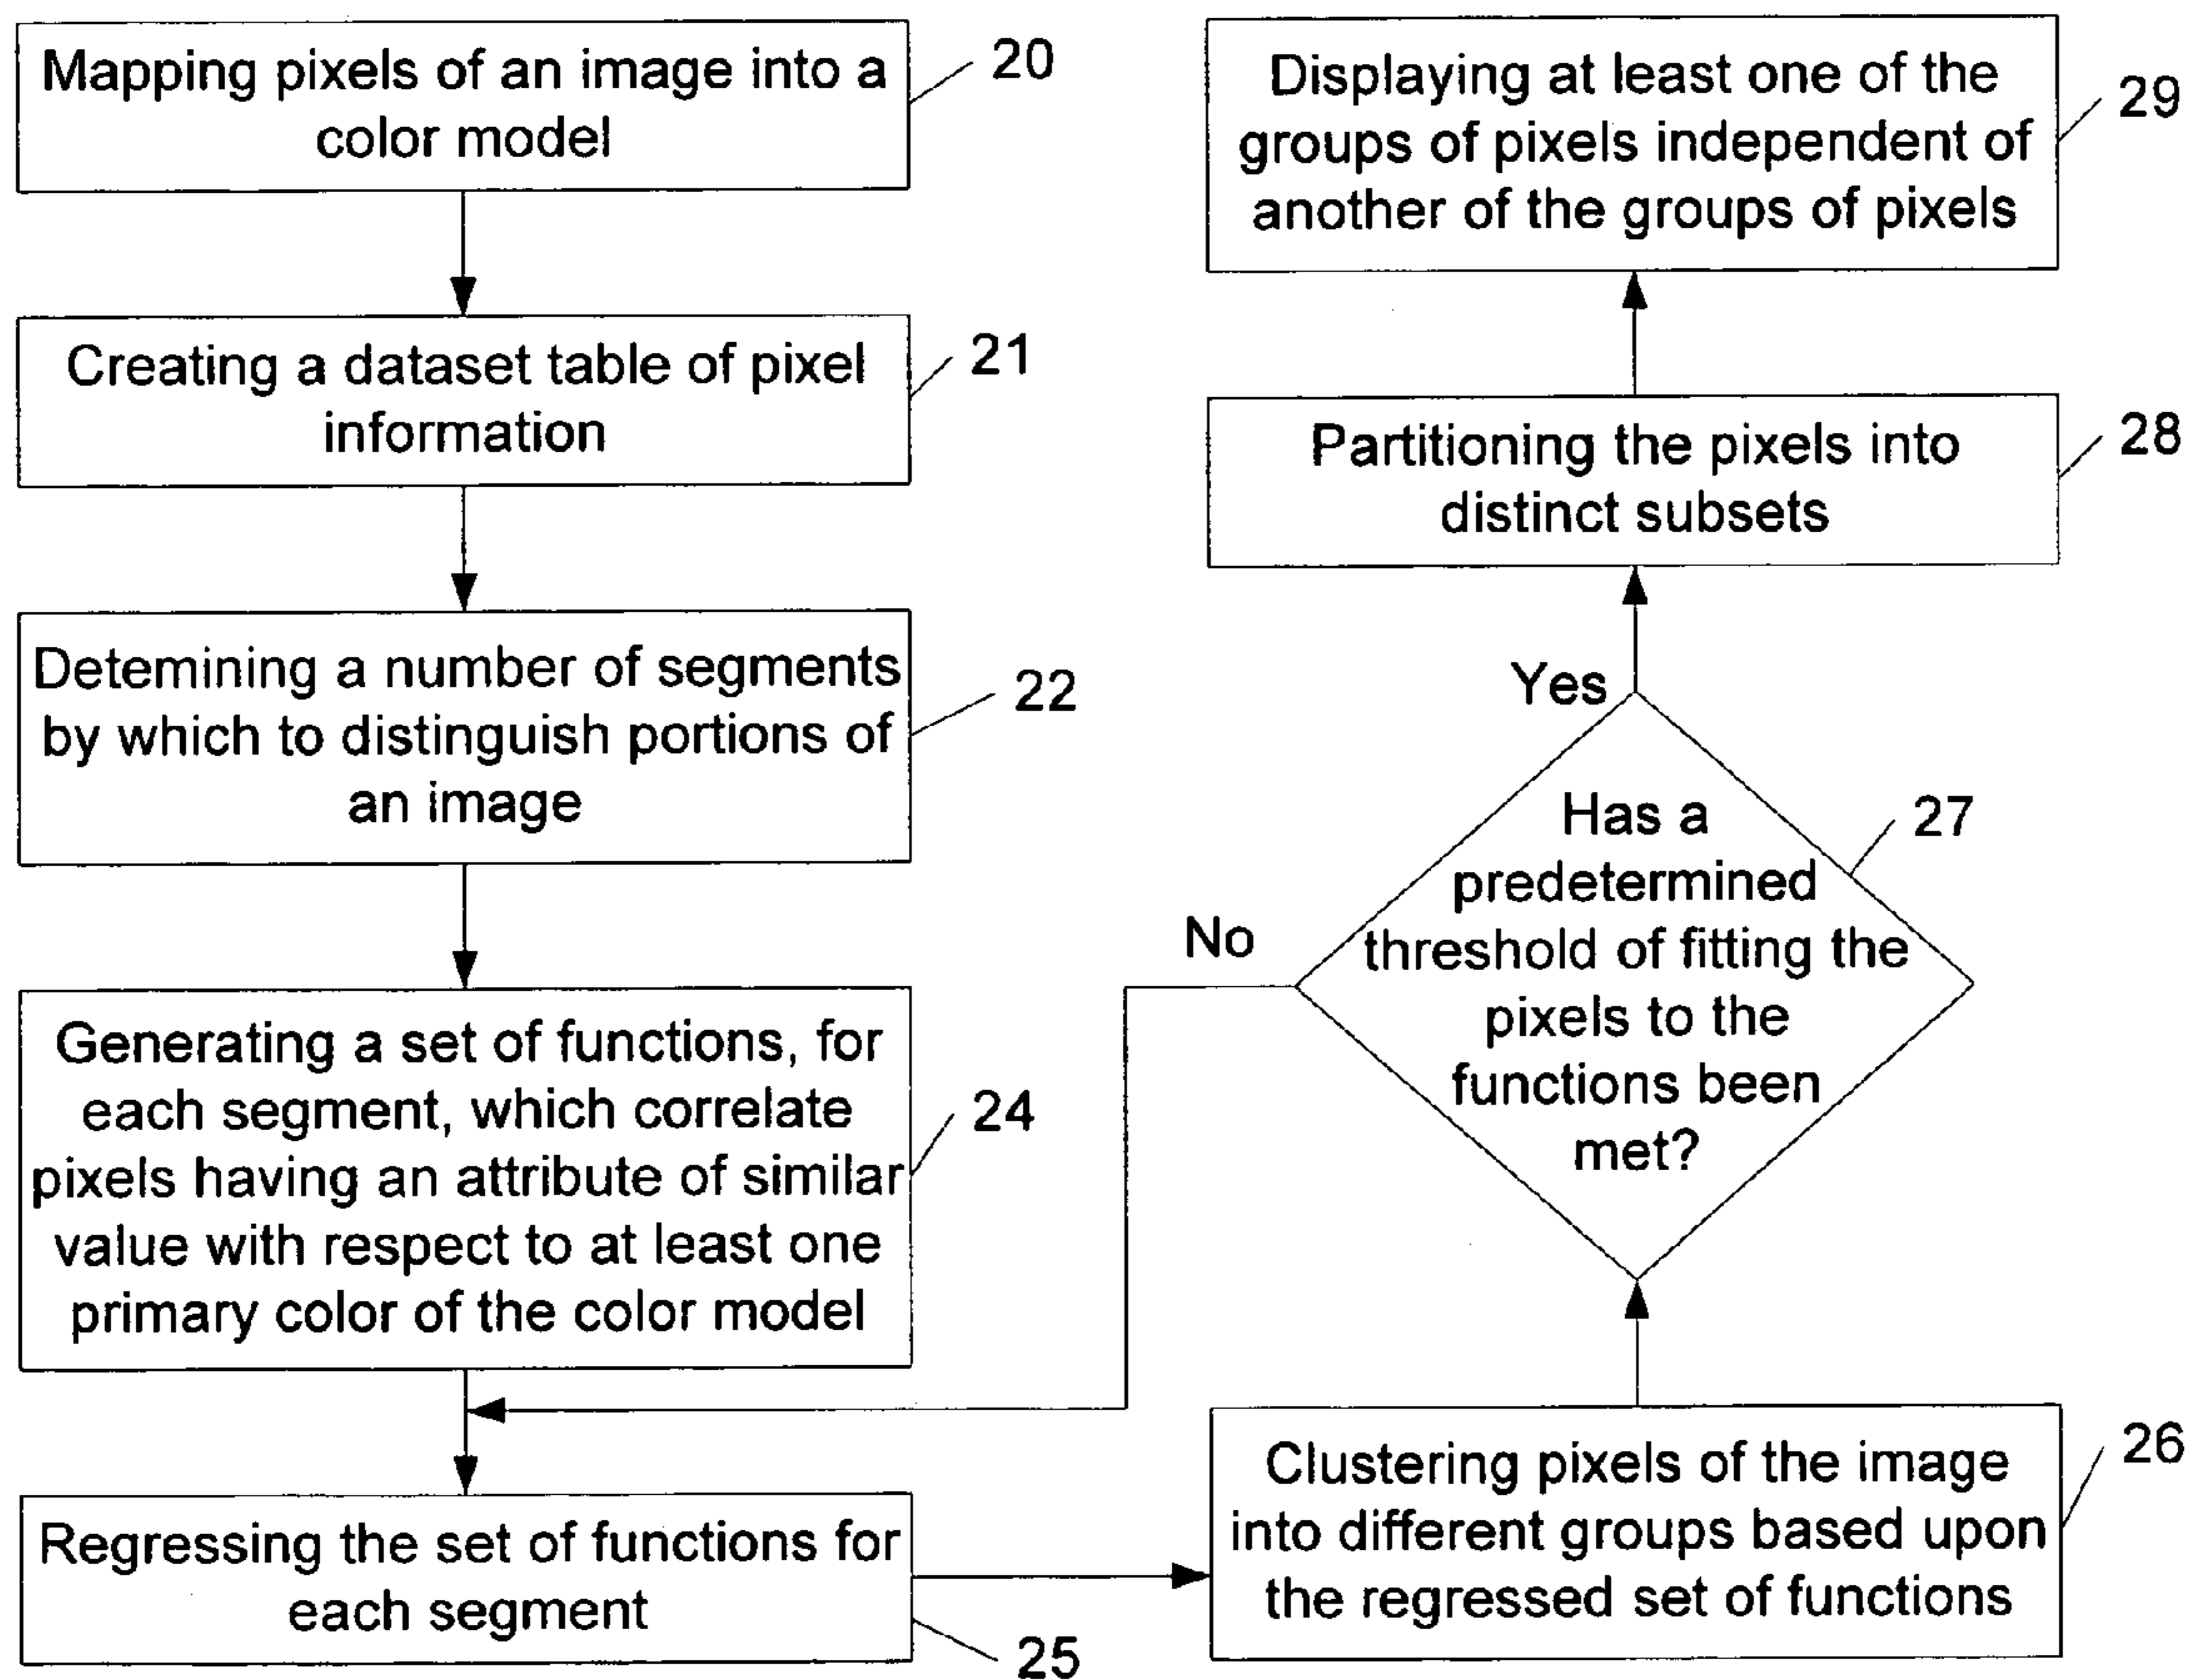 Mapping pixels of an image into a
color model
20
Creating a dataset table of pixel
information
21
Detemining a number of segments
by which to distinguish portions of
an image
22
Generating a set of functions, for
each segment, which correlate
pixels having an attribute of similar
value with respect to at least one
primary color of the color model
24
Regressing the set of functions for
each segment
25
Clustering pixels of the image
into different groups based upon
the regressed set of functions
26
Has a
predetermined
threshold of fitting the
pixels to the
functions been
met?
27
No
Yes
Partitioning the pixels into
distinct subsets
28
Displaying at least one of the
groups of pixels independent of
another of the groups of pixels
29